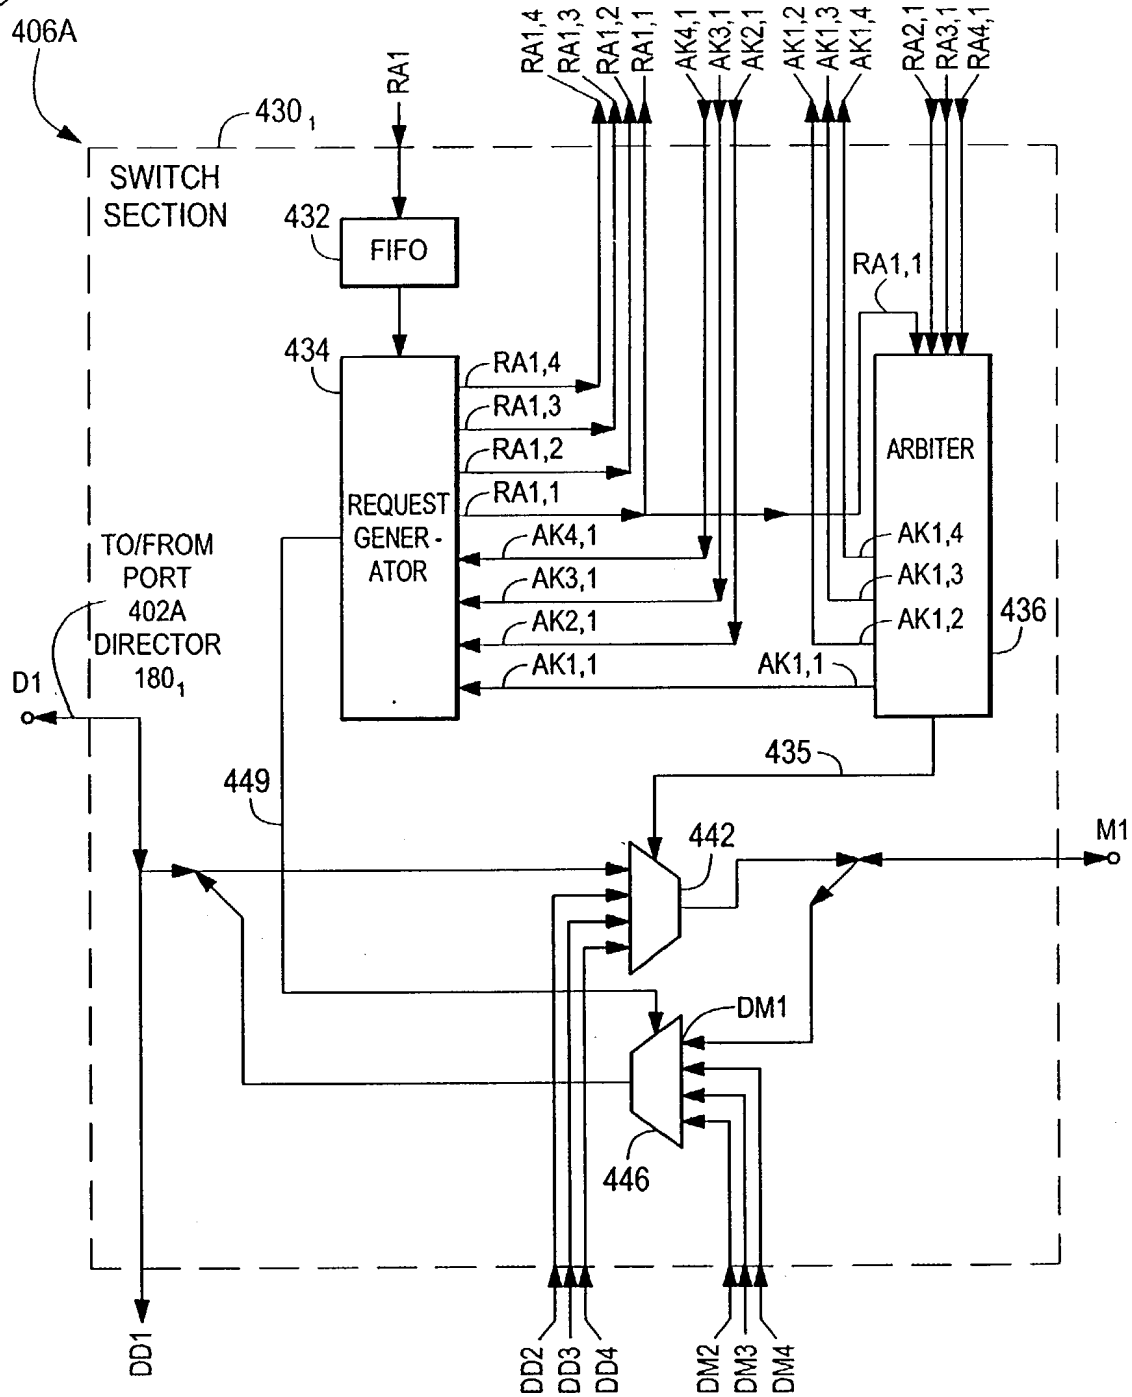 406A
RA1
RA1,4
RA1,3
RA1,2
RA1,1
AK4,1
AK3,1
AK2,1
AK1,2
AK1,3
AK1,4
RA2,1
RA3,1
RA4,1
430₁
SWITCH
SECTION
432
FIFO
RA1,1
434
RA1,4
RA1,3
RA1,2
RA1,1
REQUEST
GENER-
ATOR
AK4,1
AK3,1
AK2,1
AK1,1
ARBITER
AK1,4
AK1,3
AK1,2
AK1,1
436
TO/FROM
PORT
402A
DIRECTOR
180₁
D1
435
449
442
M1
DM1
446
DD1
DD2
DD3
DD4
DM2
DM3
DM4